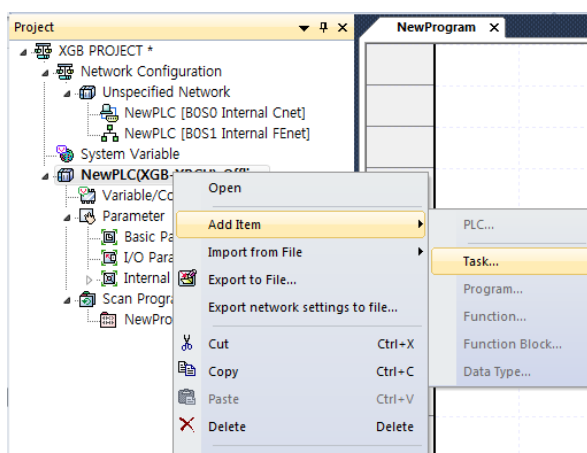 Project
NewProgram
XGB PROJECT *
Network Configuration
Unspecified Network
NewPLC [B0S0 Internal Cnet]
NewPLC [B0S1 Internal FEnet]
System Variable
NewPLC(XGB-
Variable/Co
Parameter
Basic Pa
I/O Para
Internal
Scan Progra
NewPro
Open
Add Item
Import from File
Export to File...
Export network settings to file...
Cut Ctrl+X
Copy Ctrl+C
Paste Ctrl+V
Delete Delete
PLC...
Task...
Program...
Function...
Function Block...
Data Type...